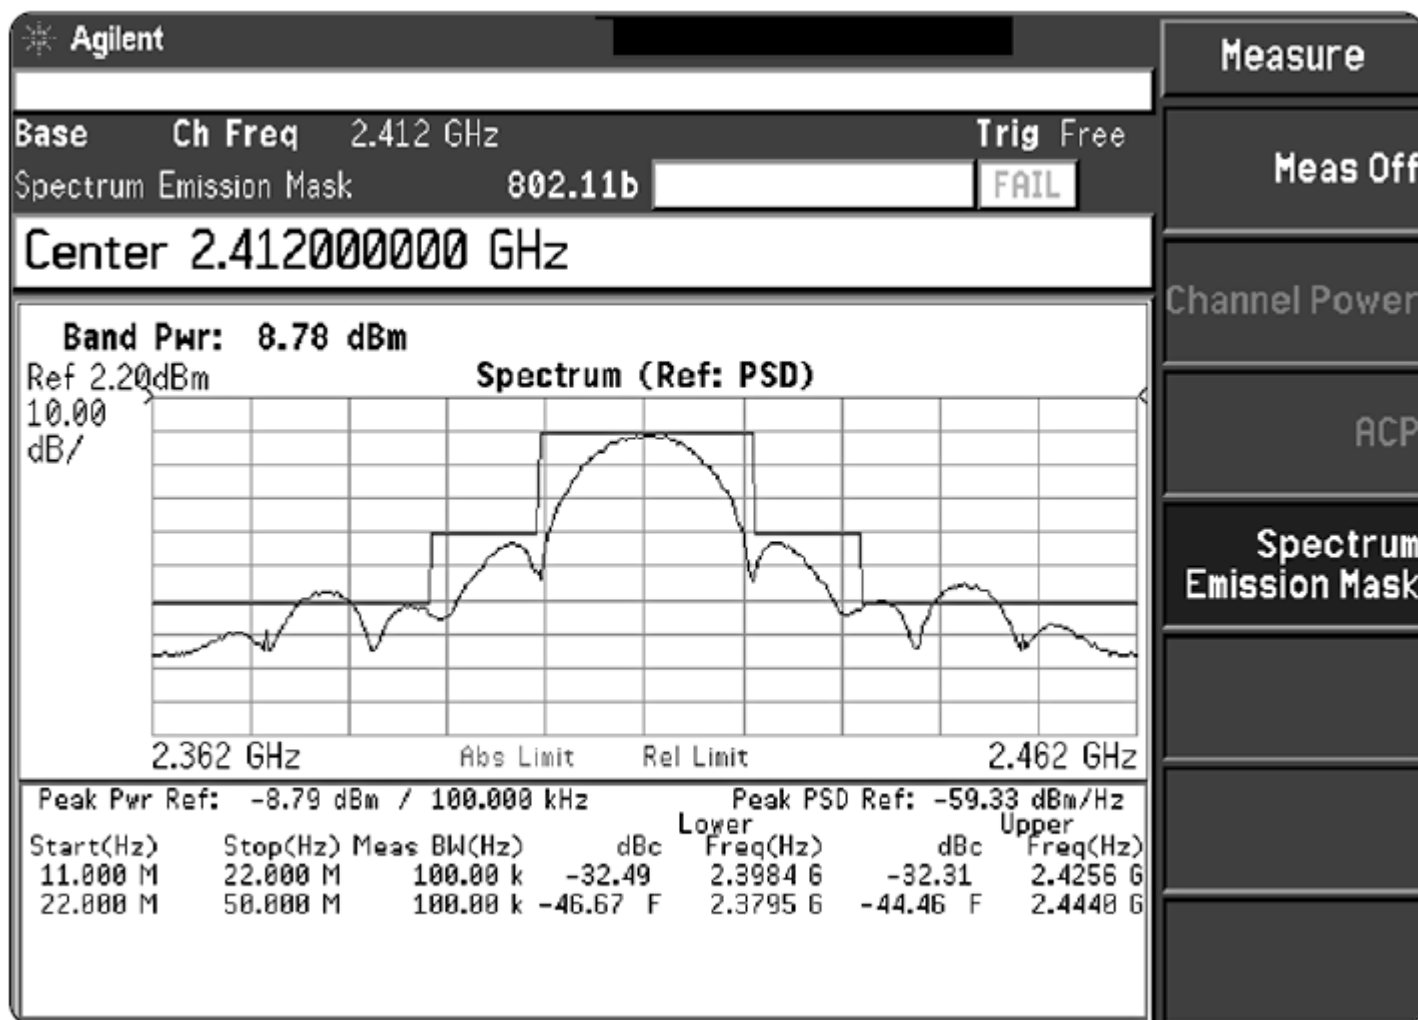 Agilent
Measure
Base Ch Freq 2.412 GHz Trig Free
Meas Off
Spectrum Emission Mask 802.11b FAIL
Center 2.412000000 GHz
Channel Power
Band Pwr: 8.78 dBm
Ref 2.20dBm Spectrum (Ref: PSD)
10.00
dB/
ACP
Spectrum
Emission Mask
2.362 GHz Abs Limit Rel Limit 2.462 GHz
Peak Pwr Ref: -8.79 dBm / 100.000 kHz Peak PSD Ref: -59.33 dBm/Hz
Lower Upper
Start(Hz) Stop(Hz) Meas BW(Hz) dBc Freq(Hz) dBc Freq(Hz)
11.000 M 22.000 M 100.00 k -32.49 2.3984 G -32.31 2.4256 G
22.000 M 50.000 M 100.00 k -46.67 F 2.3795 G -44.46 F 2.4440 G